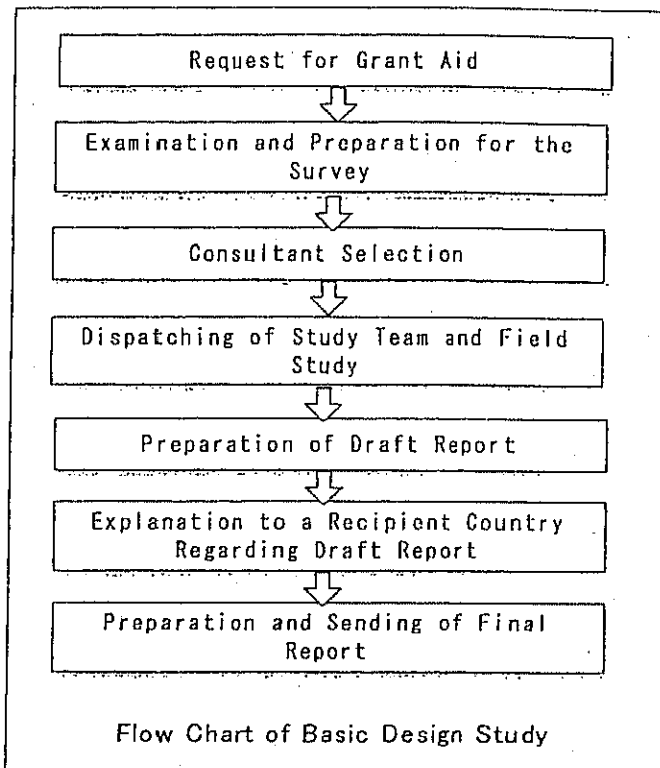 Request for Grant Aid
Examination and Preparation for the
Survey
Consultant Selection
Dispatching of Study Team and Field
Study
Preparation of Draft Report
Explanation to a Recipient Country
Regarding Draft Report
Preparation and Sending of Final
Report
Flow Chart of Basic Design Study